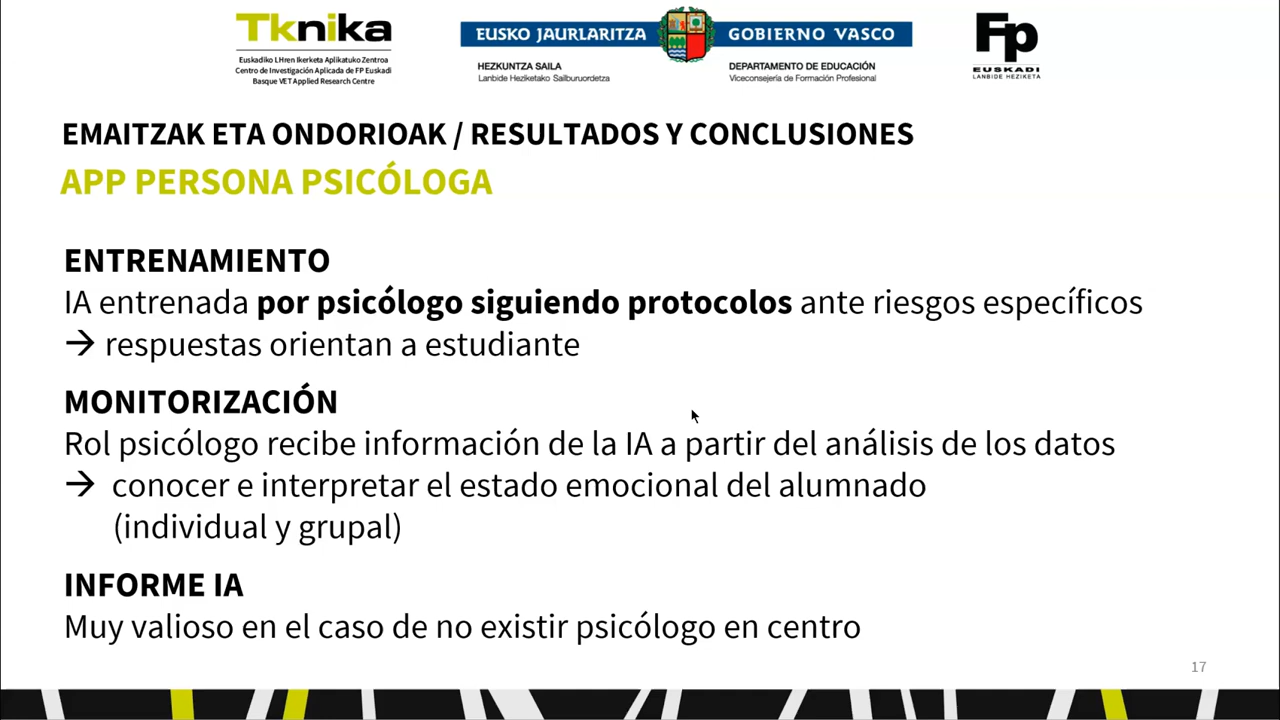 Tknika
Euskadiko LHren Ikerketa Aplikatuko Zentroa
Centro de Investigación Aplicada de FP Euskadi
Basque VET Applied Research Centre
EUSKO JAURLARITZA GOBIERNO VASCO
HEZKUNTZA SAILA
Lanbide Heziketako Sailburuordetza
DEPARTAMENTO DE EDUCACIÓN
Viceconsejería de Formación Profesional
Fp
EUSKADI
LANBIDE HEZIKETA
EMAITZAK ETA ONDORIOAK / RESULTADOS Y CONCLUSIONES
APP PERSONA PSICÓLOGA
ENTRENAMIENTO
IA entrenada por psicólogo siguiendo protocolos ante riesgos específicos
→ respuestas orientan a estudiante
MONITORIZACIÓN
Rol psicólogo recibe información de la IA a partir del análisis de los datos
→ conocer e interpretar el estado emocional del alumnado
(individual y grupal)
INFORME IA
Muy valioso en el caso de no existir psicólogo en centro
17